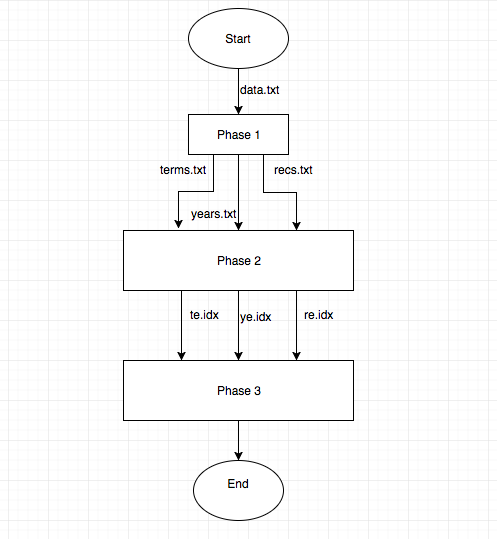 Start
data.txt
Phase 1
terms.txt
recs.txt
years.txt
Phase 2
te.idx
ye.idx
re.idx
Phase 3
End